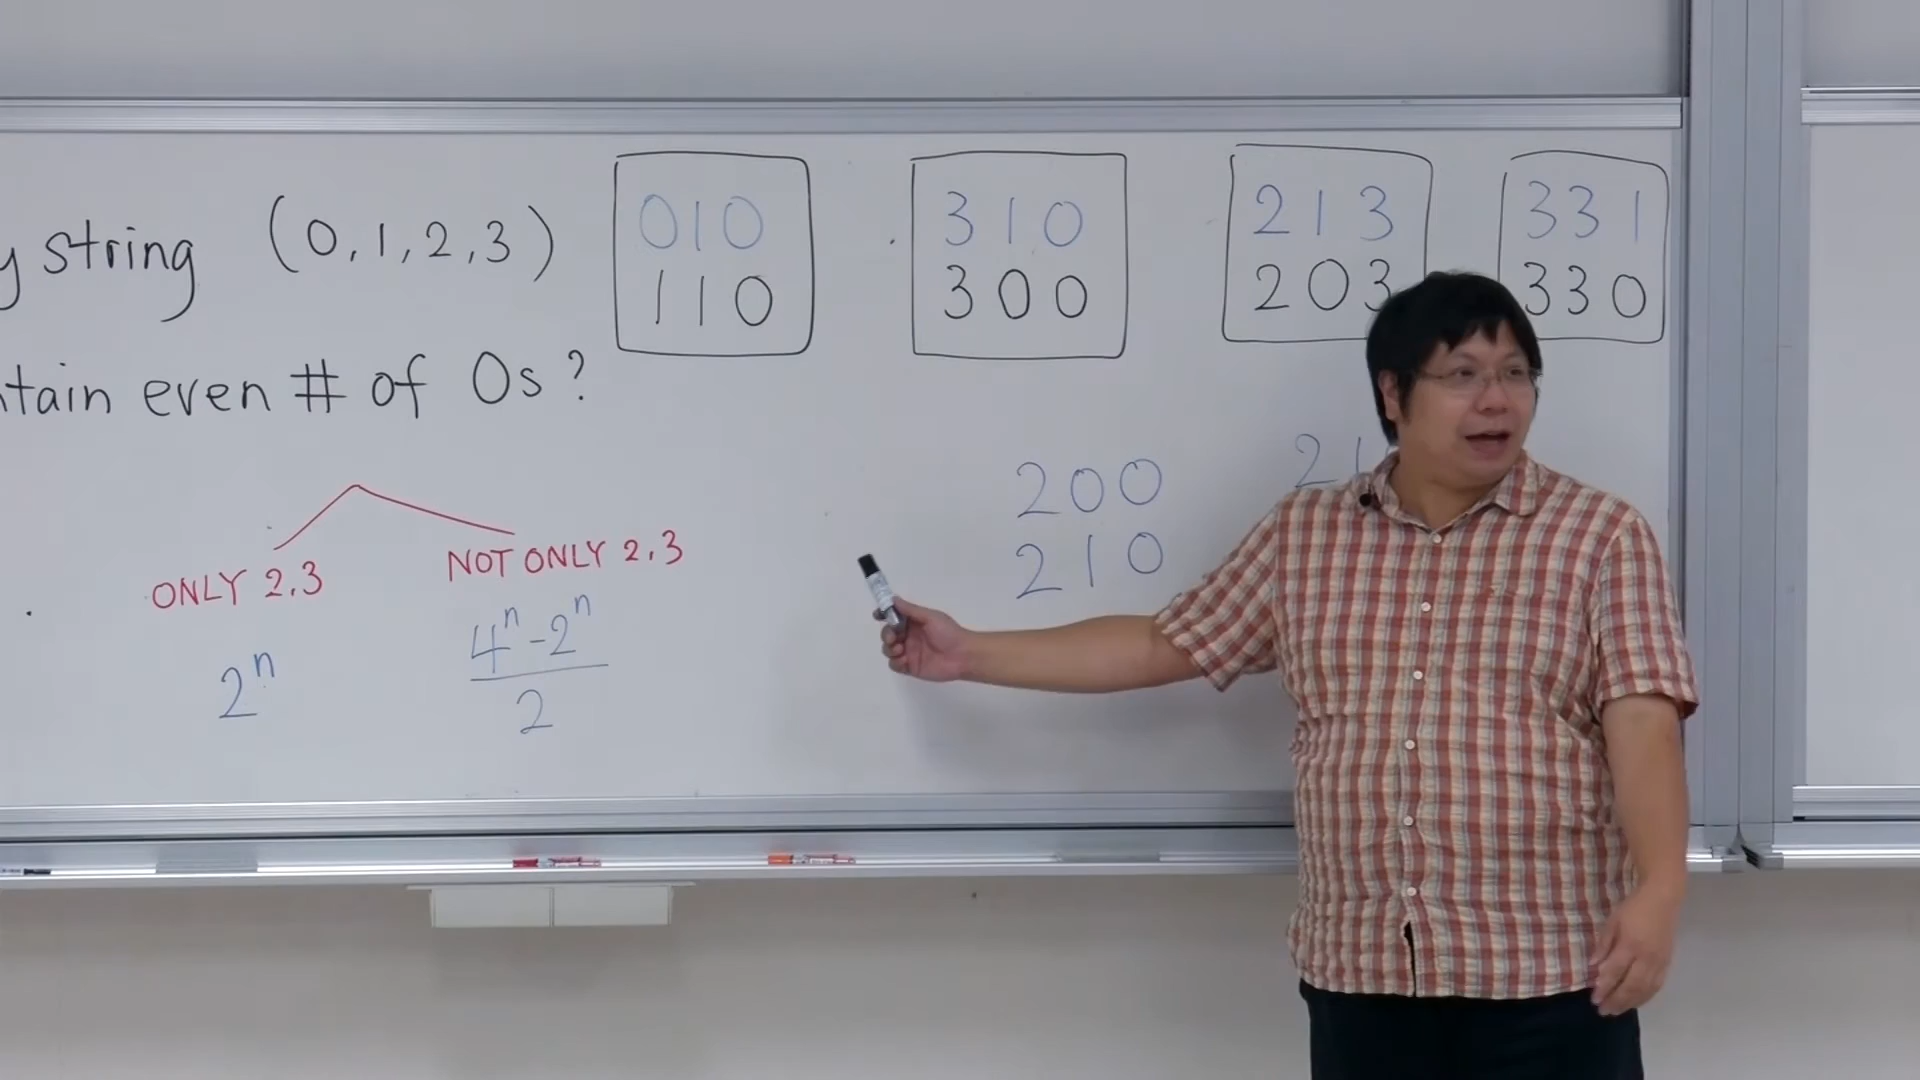 string (0,1,2,3)
even # of 0s?
ONLY 2,3
2^n
NOT ONLY 2,3
4^n - 2^n
2
010
110
310
300
213
203
331
330
200
210
21